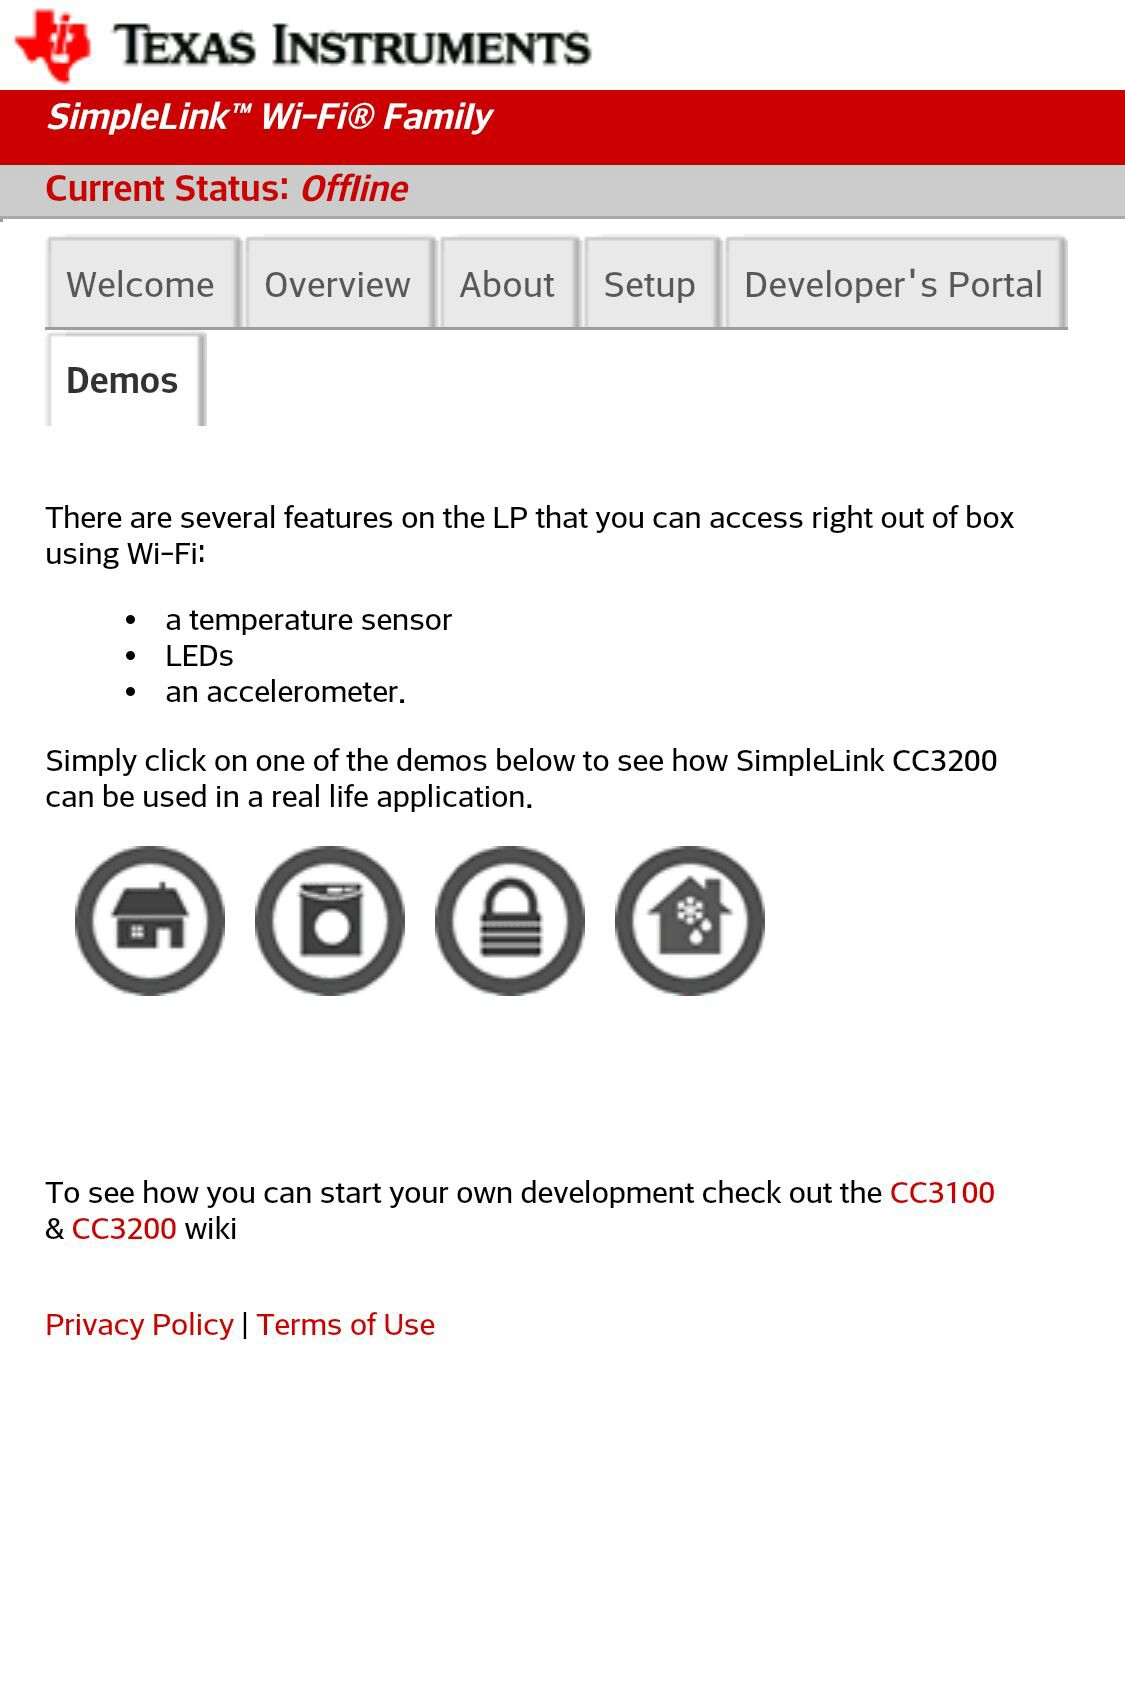 TEXAS INSTRUMENTS
SimpleLink™ Wi-Fi® Family
Current Status: Offline
Welcome Overview About Setup Developer's Portal
Demos
There are several features on the LP that you can access right out of box
using Wi-Fi:
• a temperature sensor
• LEDs
• an accelerometer.
Simply click on one of the demos below to see how SimpleLink CC3200
can be used in a real life application.
To see how you can start your own development check out the CC3100
& CC3200 wiki
Privacy Policy | Terms of Use